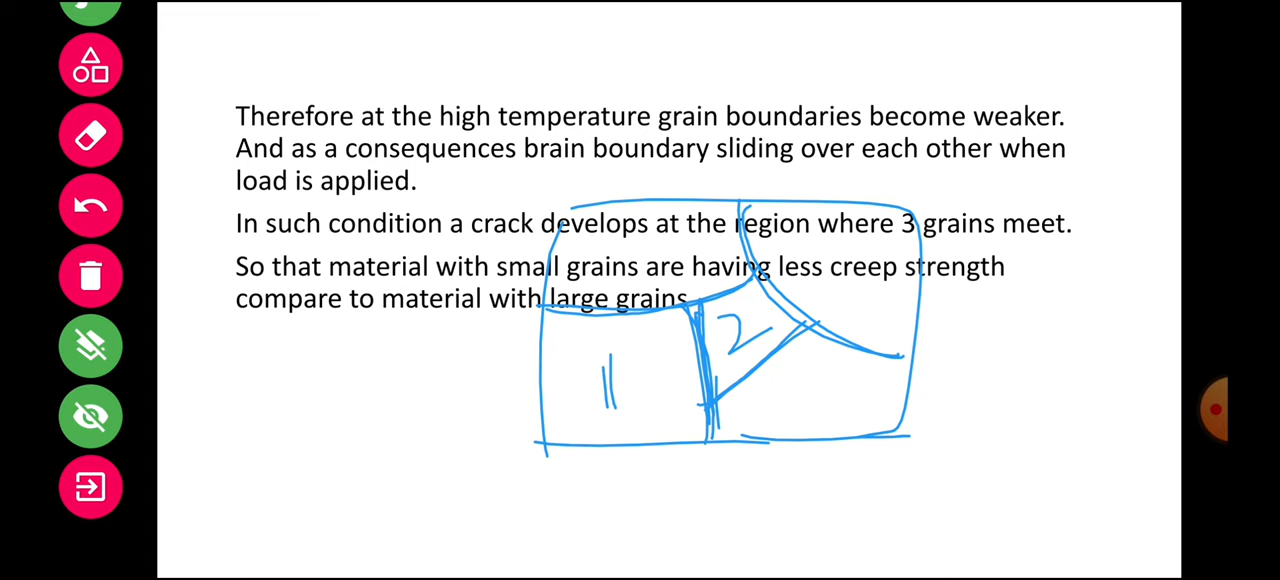 Therefore at the high temperature grain boundaries become weaker.
And as a consequences brain boundary sliding over each other when
load is applied.
In such condition a crack develops at the region where 3 grains meet.
So that material with small grains are having less creep strength
compare to material with large grains.
1 2